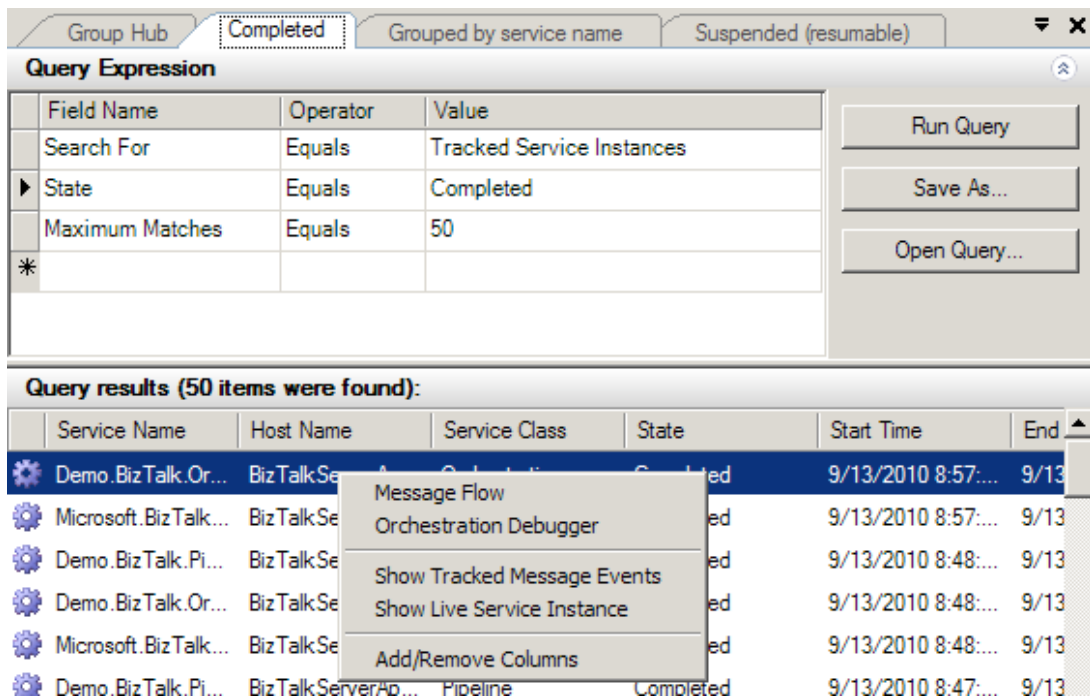 Group Hub Completed Grouped by service name Suspended (resumable)
Query Expression
Field Name Operator Value
Search For Equals Tracked Service Instances
State Equals Completed
Maximum Matches Equals 50
Run Query
Save As...
Open Query...
Query results (50 items were found):
Service Name Host Name Service Class State Start Time End
Demo.BizTalk.Or... 9/13/2010 8:57:... 9/13
Microsoft.BizTalk... BizTalkSe ed 9/13/2010 8:57:... 9/13
Demo.BizTalk.Pi... BizTalkSe ed 9/13/2010 8:48:... 9/13
Demo.BizTalk.Or... BizTalkSe ed 9/13/2010 8:48:... 9/13
Microsoft.BizTalk... BizTalkSe ed 9/13/2010 8:48:... 9/13
Demo.BizTalk.Pi... BizTalkServerAp... Pipeline Completed 9/13/2010 8:47:... 9/13
Message Flow
Orchestration Debugger
Show Tracked Message Events
Show Live Service Instance
Add/Remove Columns